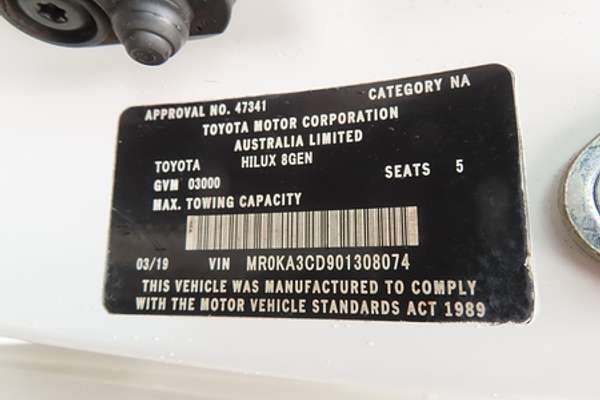 APPROVAL NO. 47341 CATEGORY NA
TOYOTA MOTOR CORPORATION
AUSTRALIA LIMITED
TOYOTA HILUX 8GEN
GVM 03000 SEATS 5
MAX. TOWING CAPACITY
03/19 VIN MR0KA3CD901308074
THIS VEHICLE WAS MANUFACTURED TO COMPLY
WITH THE MOTOR VEHICLE STANDARDS ACT 1989